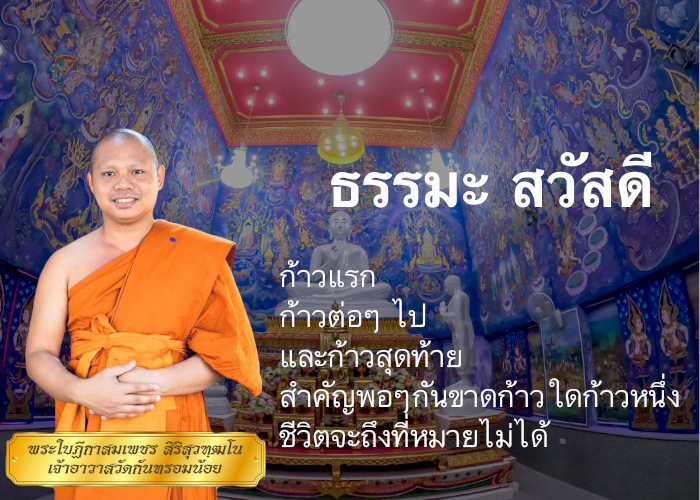 ธรรมะ สวัสดี
ก้าวแรก
ก้าวต่อๆ ไป
และก้าวสุดท้าย
สำคัญพอๆกันขาดก้าวใดก้าวหนึ่ง
ชีวิตจะถึงที่หมายไม่ได้
พระใบฎีกาสมเพชร สิริสุวฑฺฒโน
เจ้าอาวาสวัดกันทรอมน้อย